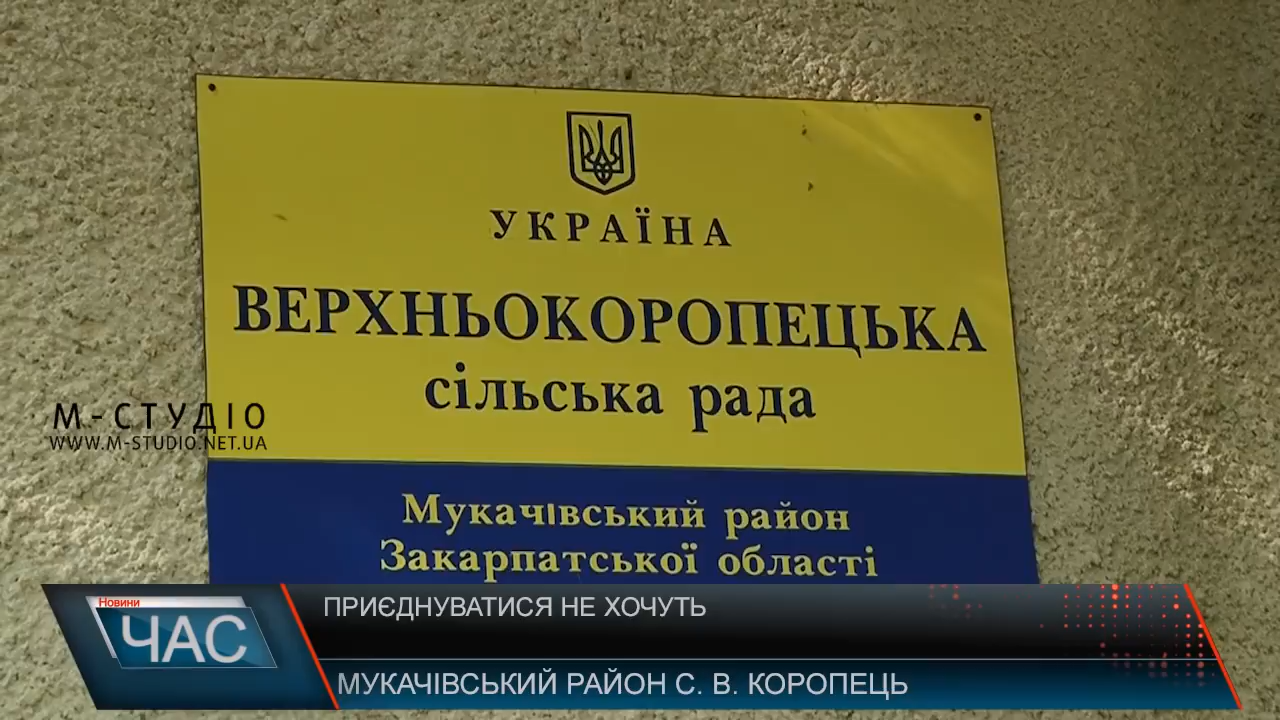 УКРАЇНА
ВЕРХНЬОКОРОПЕЦЬКА
сільська рада
М-СТУДІО
WWW.M-STUDIO.NET.UA
Мукачівський район
Закарпатської області
Новини
ЧАС
ПРИЄДНУВАТИСЯ НЕ ХОЧУТЬ
МУКАЧІВСЬКИЙ РАЙОН С. В. КОРОПЕЦЬ